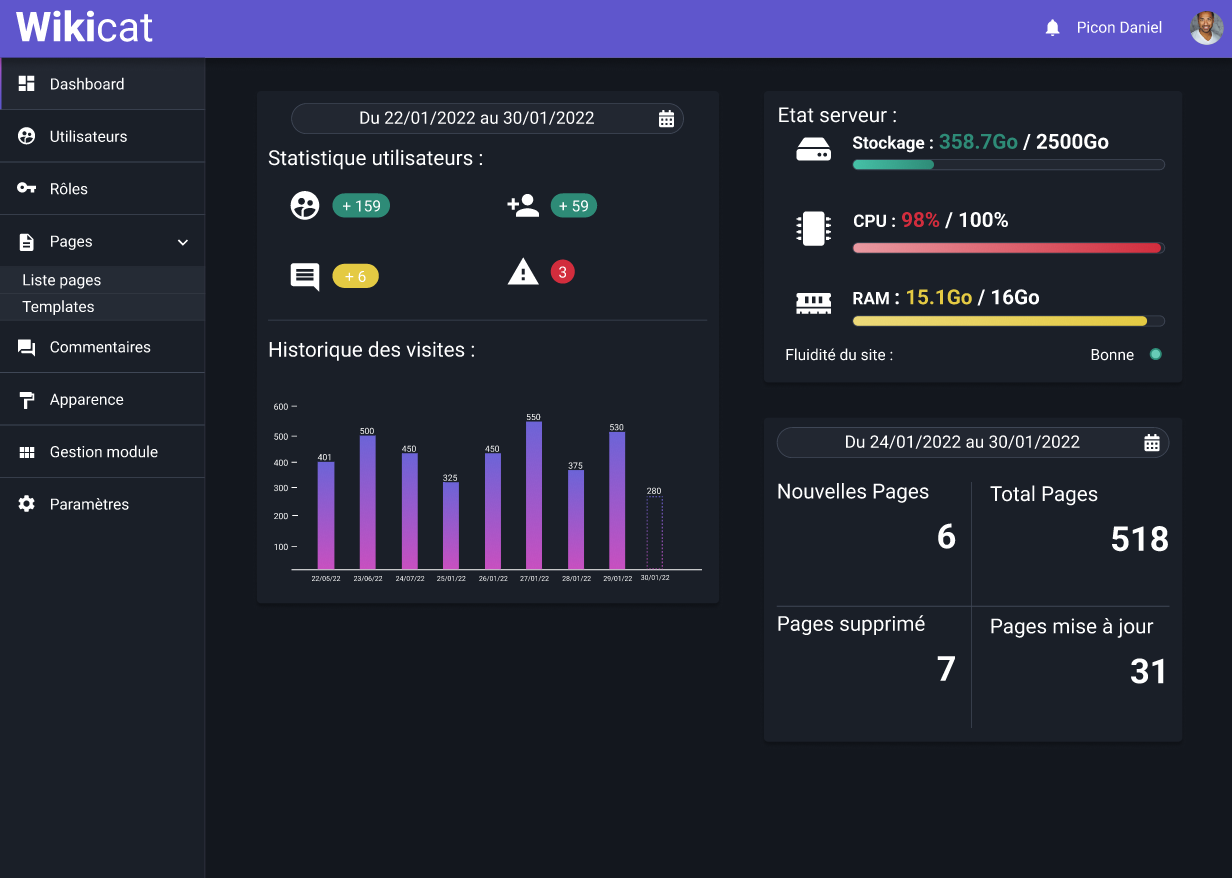 Wikicat
Picon Daniel
Dashboard
Utilisateurs
Rôles
Pages
Liste pages
Templates
Commentaires
Apparence
Gestion module
Paramètres
Du 22/01/2022 au 30/01/2022
Statistique utilisateurs :
+ 159
+ 59
+ 6
3
Historique des visites :
600
500
400
300
200
100
401
500
450
325
450
550
375
530
280
22/05/22
23/06/22
24/07/22
25/01/22
26/01/22
27/01/22
28/01/22
29/01/22
30/01/22
Etat serveur :
Stockage : 358.7Go / 2500Go
CPU : 98% / 100%
RAM : 15.1Go / 16Go
Fluidité du site : Bonne
Du 24/01/2022 au 30/01/2022
Nouvelles Pages
6
Total Pages
518
Pages supprimé
7
Pages mise à jour
31